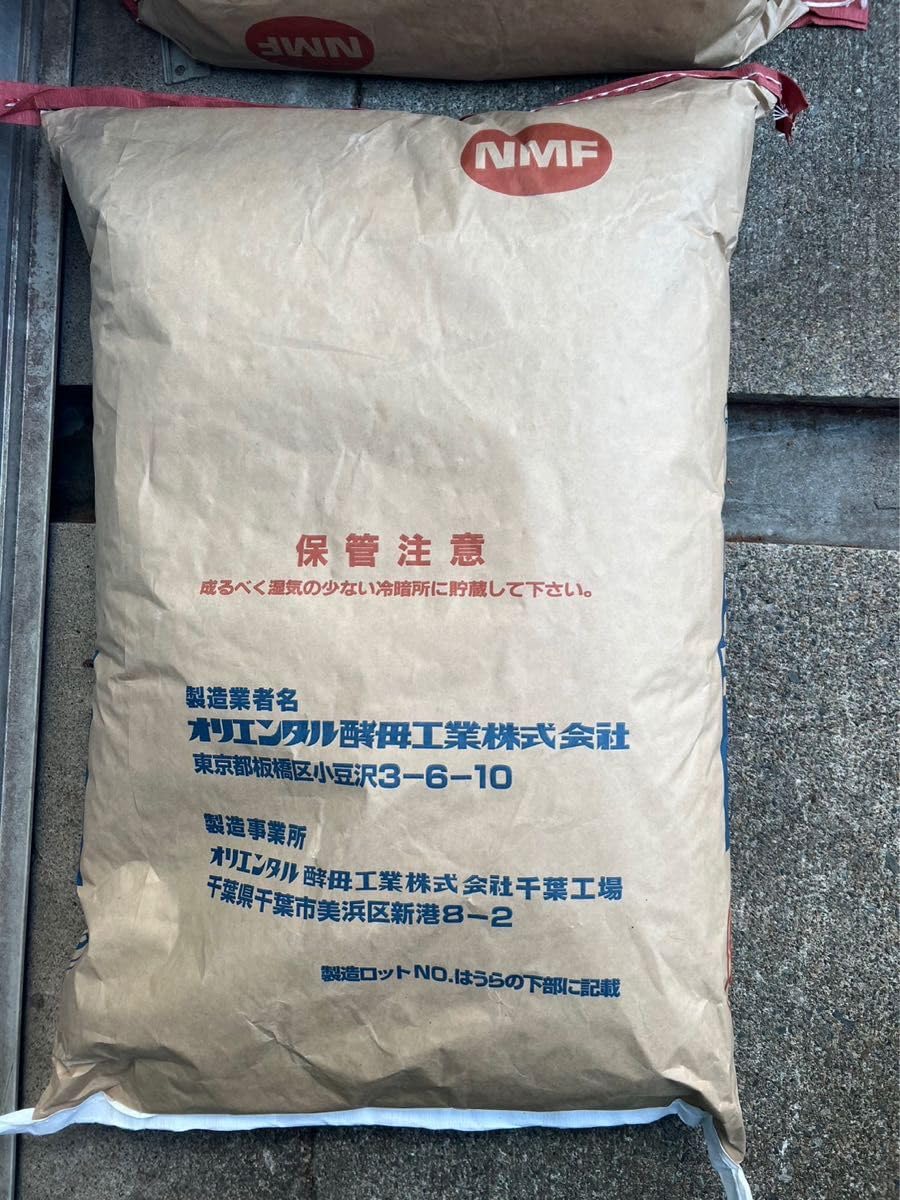 NMF
NMF
保管注意
成るべく湿気の少ない冷暗所に貯蔵して下さい。
製造業者名
オリエンタル酵母工業株式会社
東京都板橋区小豆沢3-6-10
製造事業所
オリエンタル酵母工業株式会社千葉工場
千葉県千葉市美浜区新港8-2
製造ロットNO.はうらの下部に記載